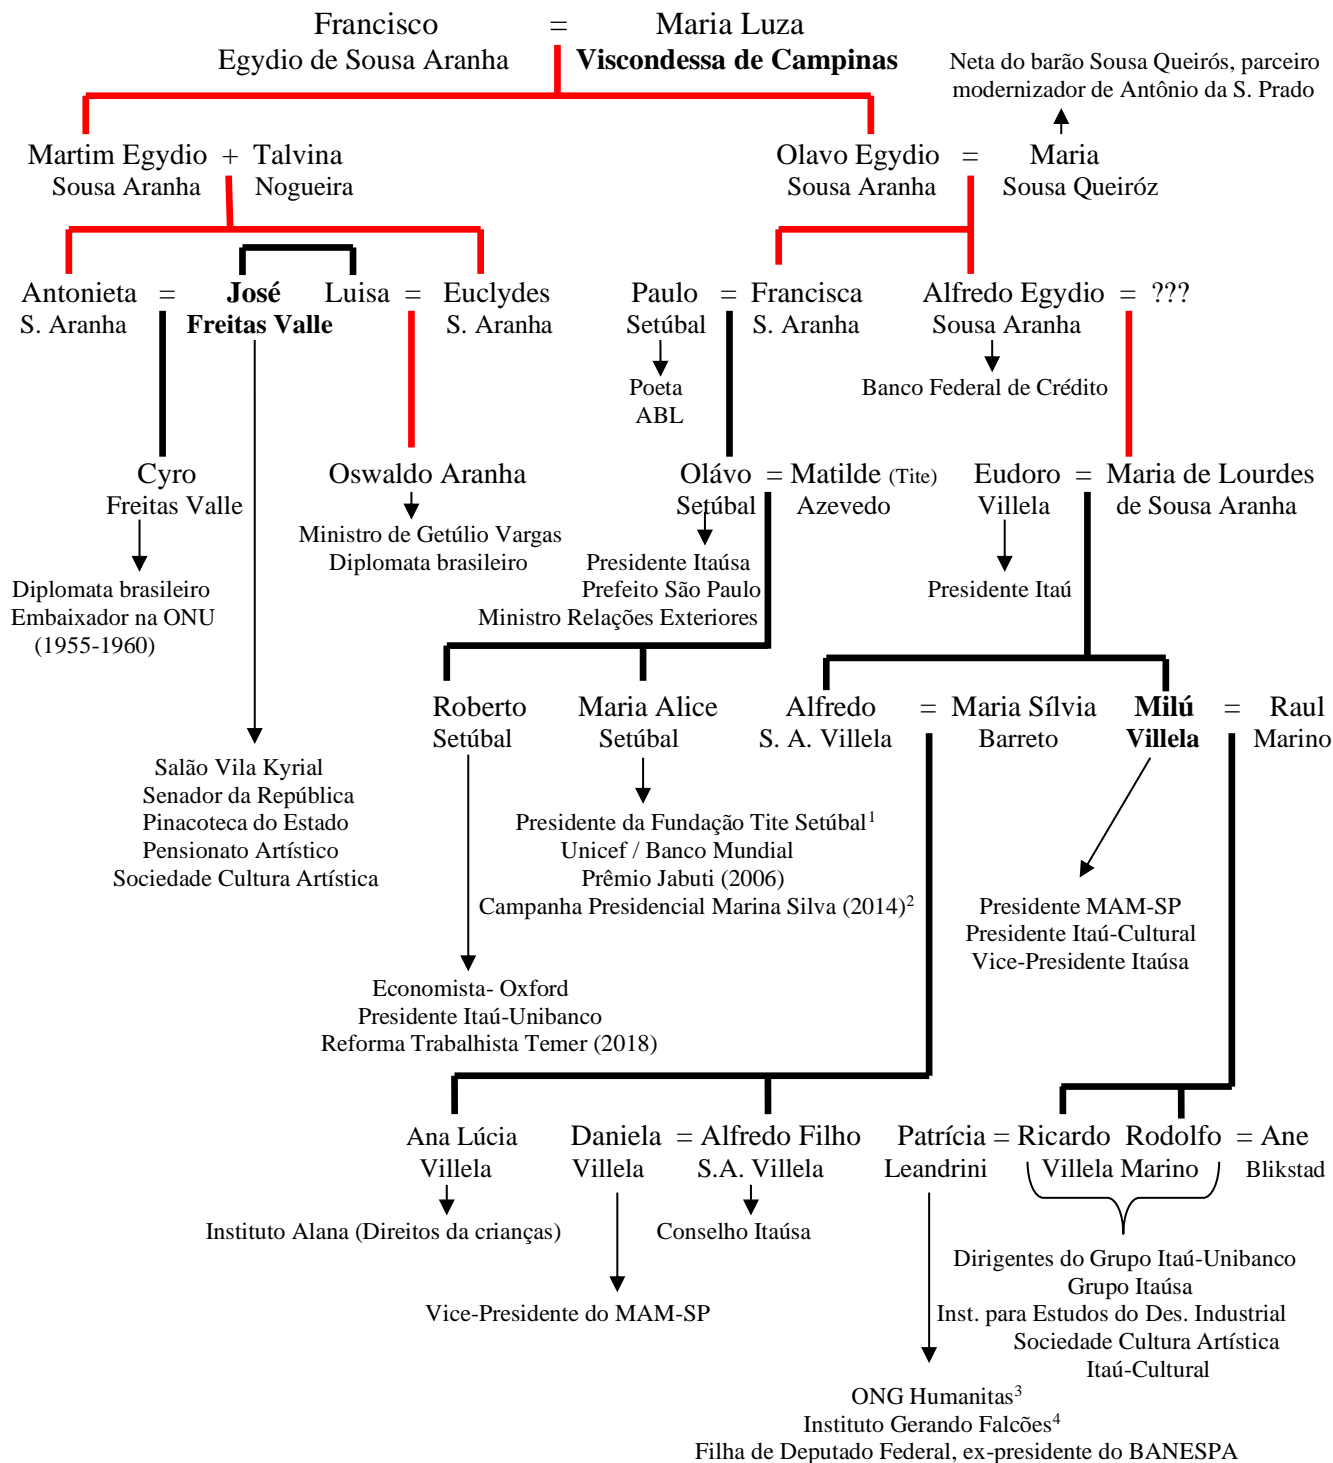 Francisco = Maria Luza
Egydio de Sousa Aranha Viscondessa de Campinas
Neta do barão Sousa Queirós, parceiro
modernizador de Antônio da S. Prado
Martim Egydio + Talvina
Sousa Aranha Nogueira
Olavo Egydio = Maria
Sousa Aranha Sousa Queiróz
Antonieta = José Luisa = Euclydes
S. Aranha Freitas Valle S. Aranha
Paulo = Francisca Alfredo Egydio = ???
Setúbal S. Aranha Sousa Aranha
Poeta
ABL
Banco Federal de Crédito
Cyro
Freitas Valle
Oswaldo Aranha
Olávo = Matilde (Tite)
Setúbal Azevedo
Eudoro = Maria de Lourdes
Villela de Sousa Aranha
Diplomata brasileiro
Embaixador na ONU
(1955-1960)
Ministro de Getúlio Vargas
Diplomata brasileiro
Presidente Itaúsa
Prefeito São Paulo
Ministro Relações Exteriores
Presidente Itaú
Roberto Maria Alice Alfredo = Maria Sílvia Milú = Raul
Setúbal Setúbal S. A. Villela Barreto Villela Marino
Salão Vila Kyrial
Senador da República
Pinacoteca do Estado
Pensionato Artístico
Sociedade Cultura Artística
Presidente da Fundação Tite Setúbal¹
Unicef / Banco Mundial
Prêmio Jabuti (2006)
Campanha Presidencial Marina Silva (2014)²
Presidente MAM-SP
Presidente Itaú-Cultural
Vice-Presidente Itaúsa
Economista- Oxford
Presidente Itaú-Unibanco
Reforma Trabalhista Temer (2018)
Ana Lúcia Daniela = Alfredo Filho Patrícia = Ricardo Rodolfo = Ane
Villela Villela S.A. Villela Leandrini Villela Marino Blikstad
Instituto Alana (Direitos da crianças)
Conselho Itaúsa
Vice-Presidente do MAM-SP
Dirigentes do Grupo Itaú-Unibanco
Grupo Itaúsa
Inst. para Estudos do Des. Industrial
Sociedade Cultura Artística
Itaú-Cultural
ONG Humanitas³
Instituto Gerando Falcões⁴
Filha de Deputado Federal, ex-presidente do BANESPA